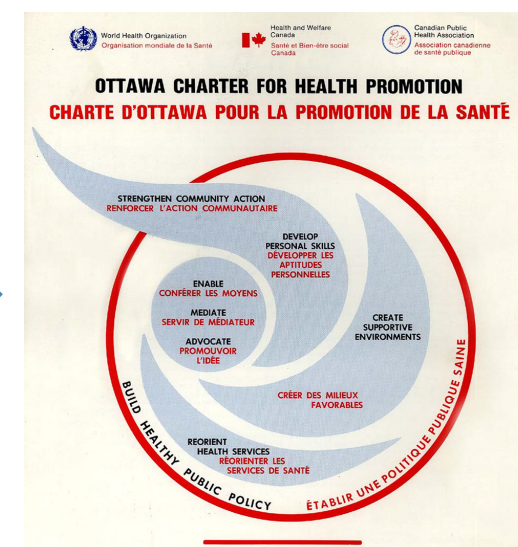 World Health Organization
Organisation mondiale de la Santé
Health and Welfare
Canada
Santé et Bien-être social
Canada
Canadian Public
Health Association
Association canadienne
de santé publique
OTTAWA CHARTER FOR HEALTH PROMOTION
CHARTE D'OTTAWA POUR LA PROMOTION DE LA SANTÉ
STRENGTHEN COMMUNITY ACTION
RENFORCER L'ACTION COMMUNAUTAIRE
DEVELOP
PERSONAL SKILLS
DÉVELOPPER LES
APTITUDES
PERSONNELLES
ENABLE
CONFÉRER LES MOYENS
MEDIATE
SERVIR DE MÉDIATEUR
ADVOCATE
PROMOUVOIR
L'IDÉE
CREATE
SUPPORTIVE
ENVIRONMENTS
CRÉER DES MILIEUX
FAVORABLES
REORIENT
HEALTH SERVICES
RÉORIENTER LES
SERVICES DE SANTÉ
BUILD HEALTHY PUBLIC POLICY
ÉTABLIR UNE POLITIQUE PUBLIQUE SAINE